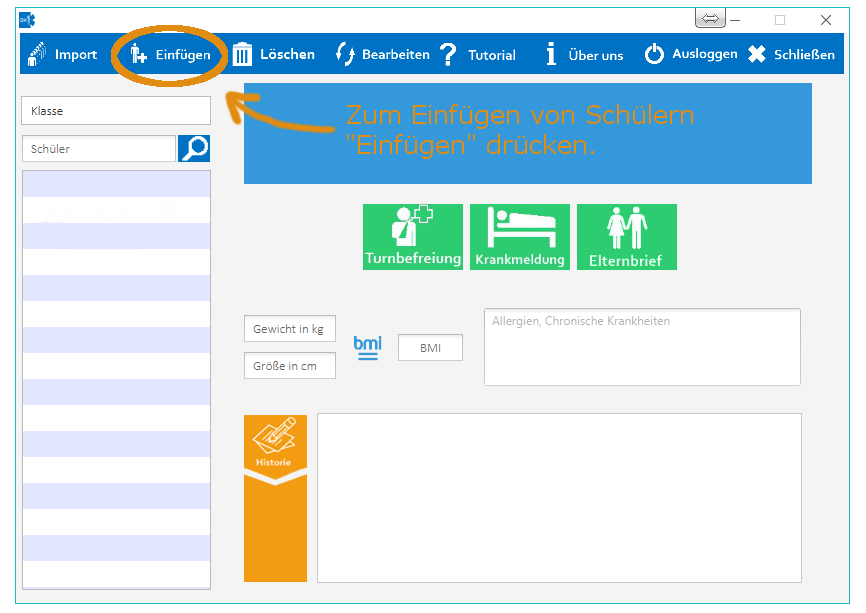 Import Einfügen Löschen Bearbeiten Tutorial Über uns Ausloggen Schließen
Klasse
Schüler
Zum Einfügen von Schülern
"Einfügen" drücken.
Turnbefreiung Krankmeldung Elternbrief
Gewicht in kg
Größe in cm
bmi
BMI
Allergien, Chronische Krankheiten
Historie